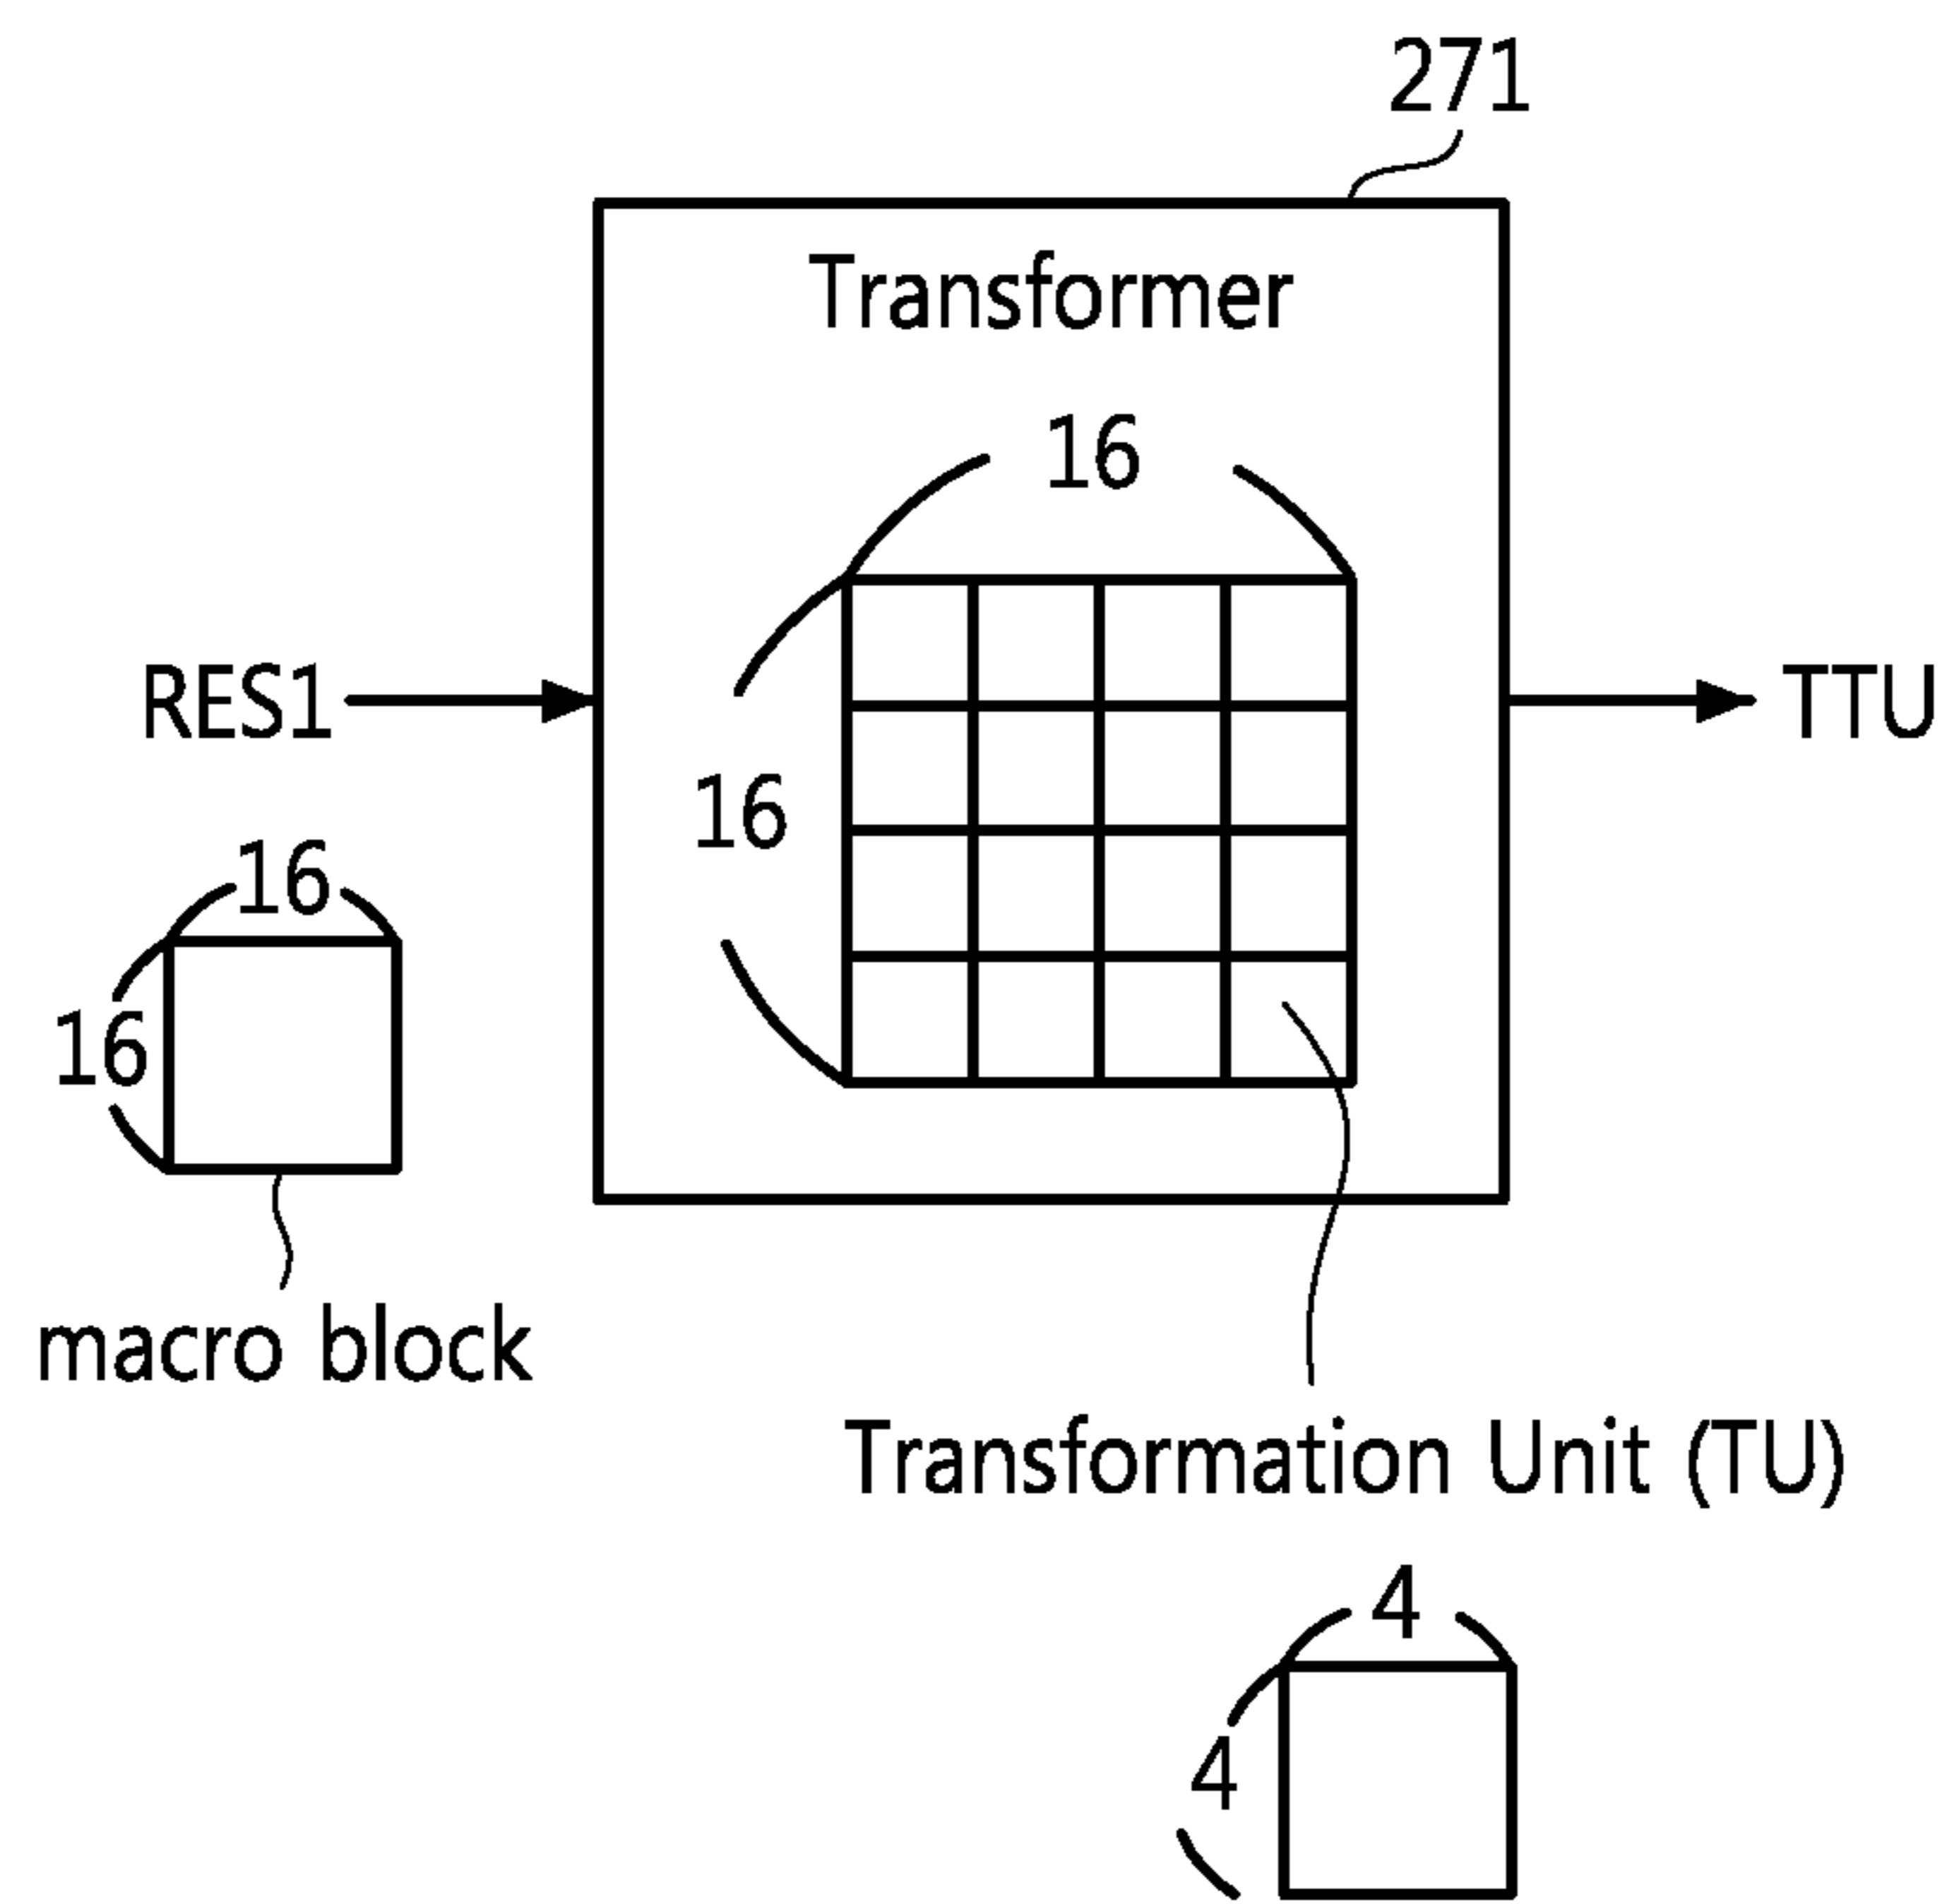 271
Transformer
16
RES1
TTU
16
16
16
macro block
Transformation Unit (TU)
4
4